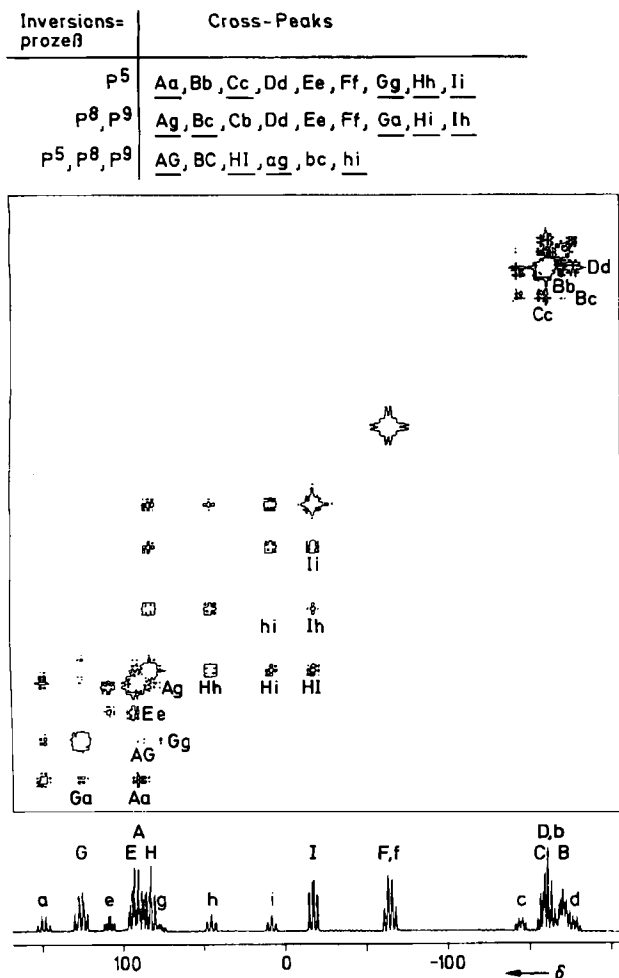 Inversions= Cross-Peaks
prozeß
P⁵ Aa, Bb, Cc, Dd, Ee, Ff, Gg, Hh, Ii
P⁸, P⁹ Ag, Bc, Cb, Dd, Ee, Ff, Ga, Hi, Ih
P⁵, P⁸, P⁹ AG, BC, HI, ag, bc, hi
Dd
Bb
Bc
Cc
Ii
hi Ih
Ag Hh Hi HI
Ee
Gg
AG
Ga Aa
A D,b
G E H I F,f C B
a e g h i c d
100 0 -100 δ